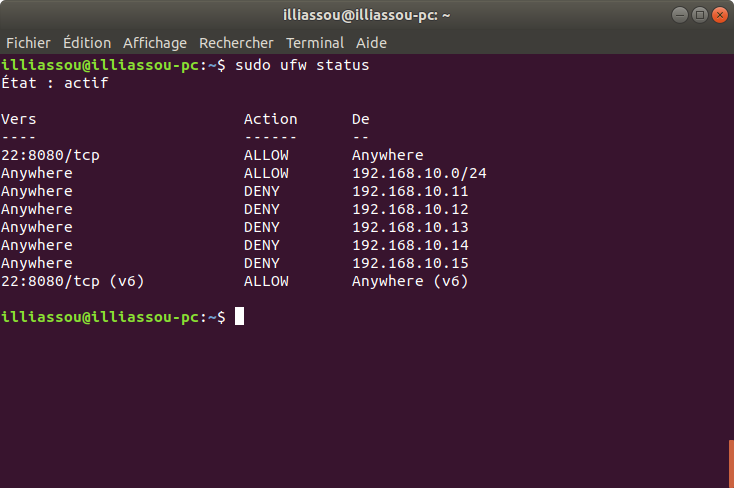 illiassou@illiassou-pc: ~
Fichier Édition Affichage Rechercher Terminal Aide
illiassou@illiassou-pc:~$ sudo ufw status
État : actif
Vers Action De
---- ------ --
22:8080/tcp ALLOW Anywhere
Anywhere ALLOW 192.168.10.0/24
Anywhere DENY 192.168.10.11
Anywhere DENY 192.168.10.12
Anywhere DENY 192.168.10.13
Anywhere DENY 192.168.10.14
Anywhere DENY 192.168.10.15
22:8080/tcp (v6) ALLOW Anywhere (v6)
illiassou@illiassou-pc:~$